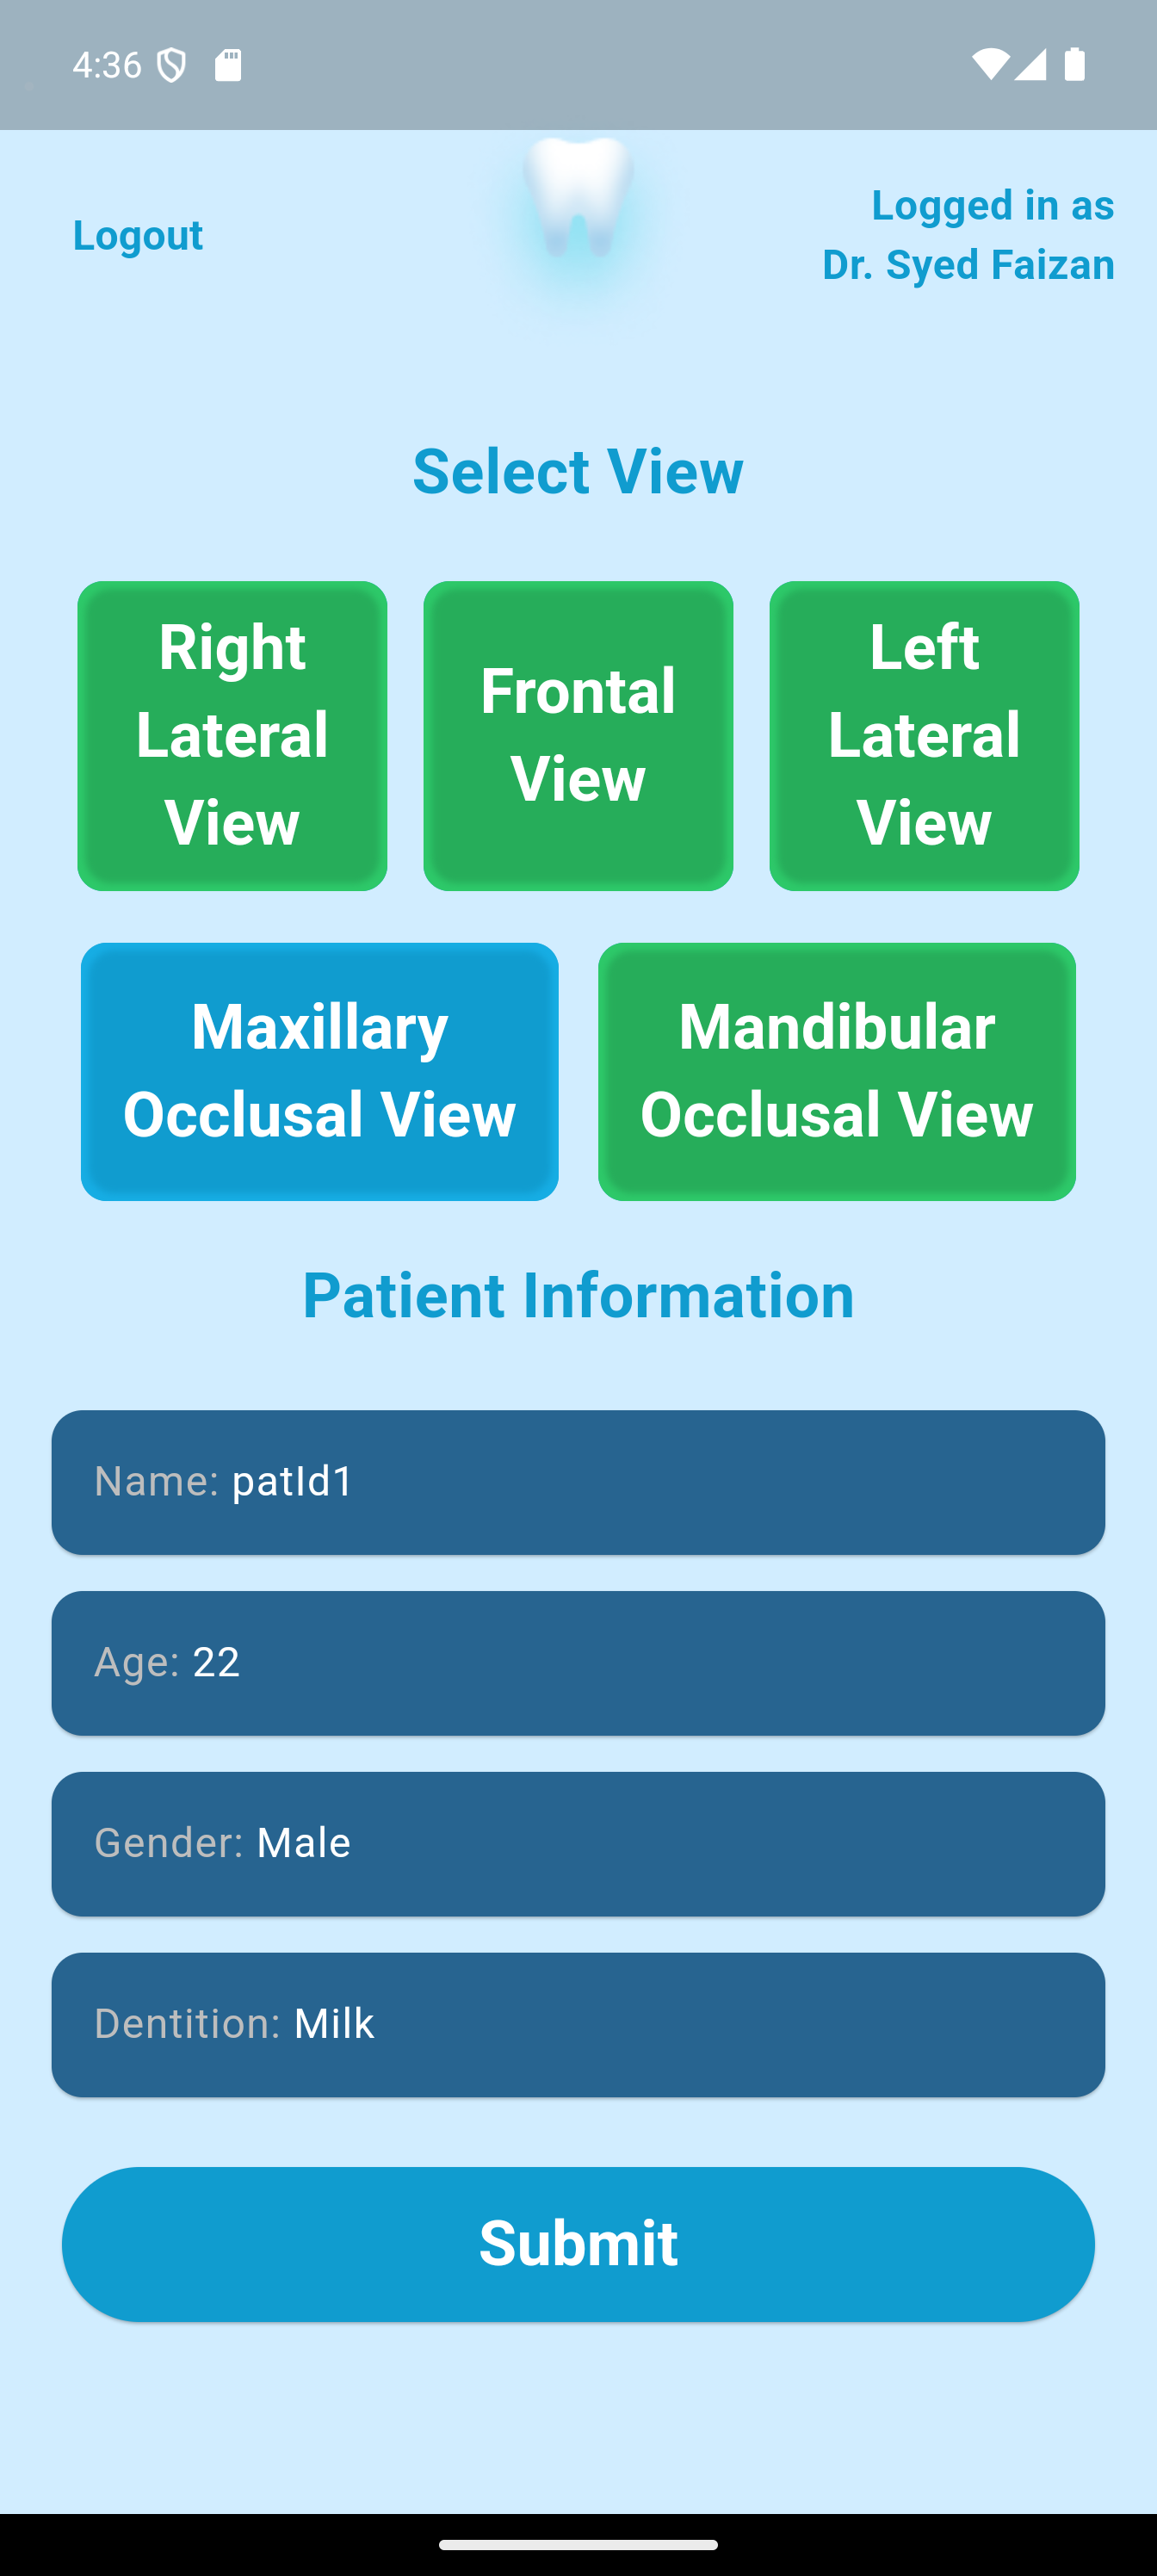 4:36
Logout
Logged in as
Dr. Syed Faizan
Select View
Right
Lateral
View
Frontal
View
Left
Lateral
View
Maxillary
Occlusal View
Mandibular
Occlusal View
Patient Information
Name: patId1
Age: 22
Gender: Male
Dentition: Milk
Submit